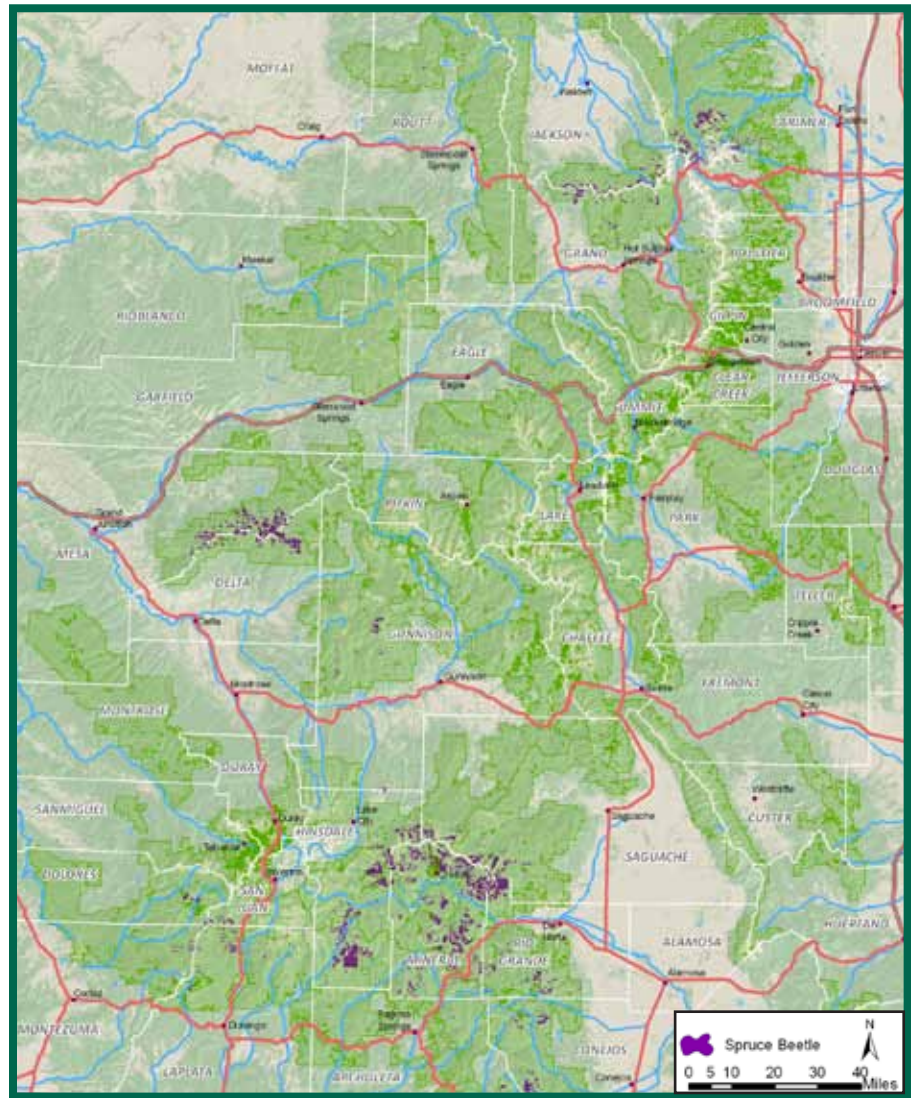 MOFFAT
Walden
Fort
Collins
LARIMER
Craig
ROUTT
JACKSON
Steamboat
Springs
GRAND
Hot Sulphur
Springs
BOULDER
Meeker
Boulder
BROOMFIELD
RIO BLANCO
GILPIN
Central
City
Golden
EAGLE
Eagle
CLEAR
CREEK
JEFFERSON
GARFIELD
Glenwood
Springs
SUMMIT
Breckenridge
DOUGLAS
PITKIN
Aspen
Leadville
Fairplay
LAKE
PARK
Grand
Junction
MESA
DELTA
TELLER
Delta
GUNNISON
CHAFFEE
Cripple
Creek
Montrose
Gunnison
Salida
FREMONT
Canon
City
MONTROSE
OURAY
Westcliffe
SAN MIGUEL
Ouray
Lake
City
HINSDALE
Saguache
CUSTER
Telluride
SAGUACHE
DOLORES
Silverton
SAN
JUAN
HUERFANO
Del
Norte
RIO
GRANDE
MINERAL
ALAMOSA
Alamosa
Cortez
Durango
Pagosa
Springs
MONTEZUMA
CONEJOS
LA PLATA
ARCHULETA
Conejos
Spruce Beetle
N
0 5 10 20 30 40
Miles